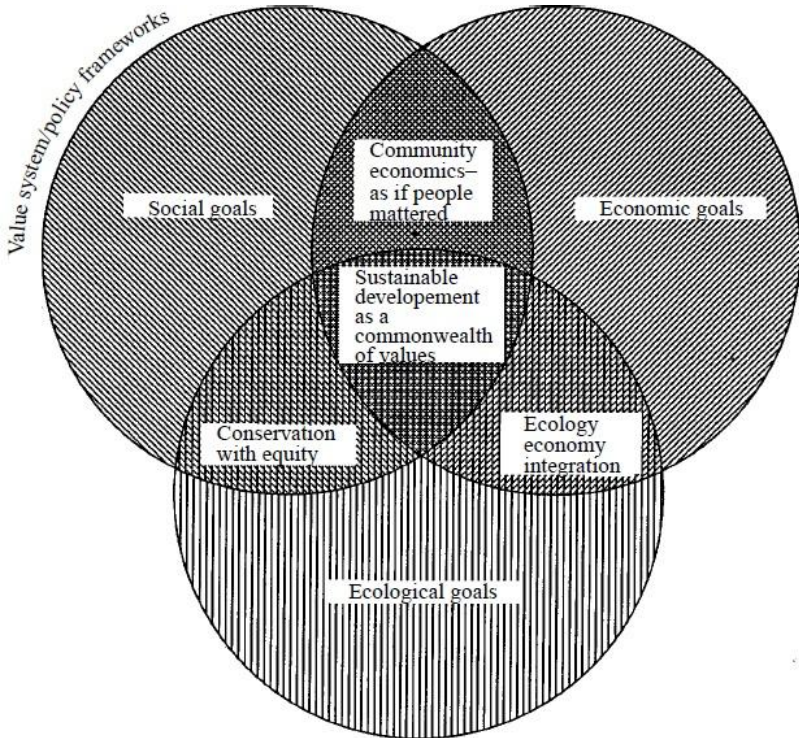 Value system/policy frameworks
Community
economics–
as if people
mattered
Social goals
Economic goals
Sustainable
developement
as a
commonwealth
of values
Conservation
with equity
Ecology
economy
integration
Ecological goals